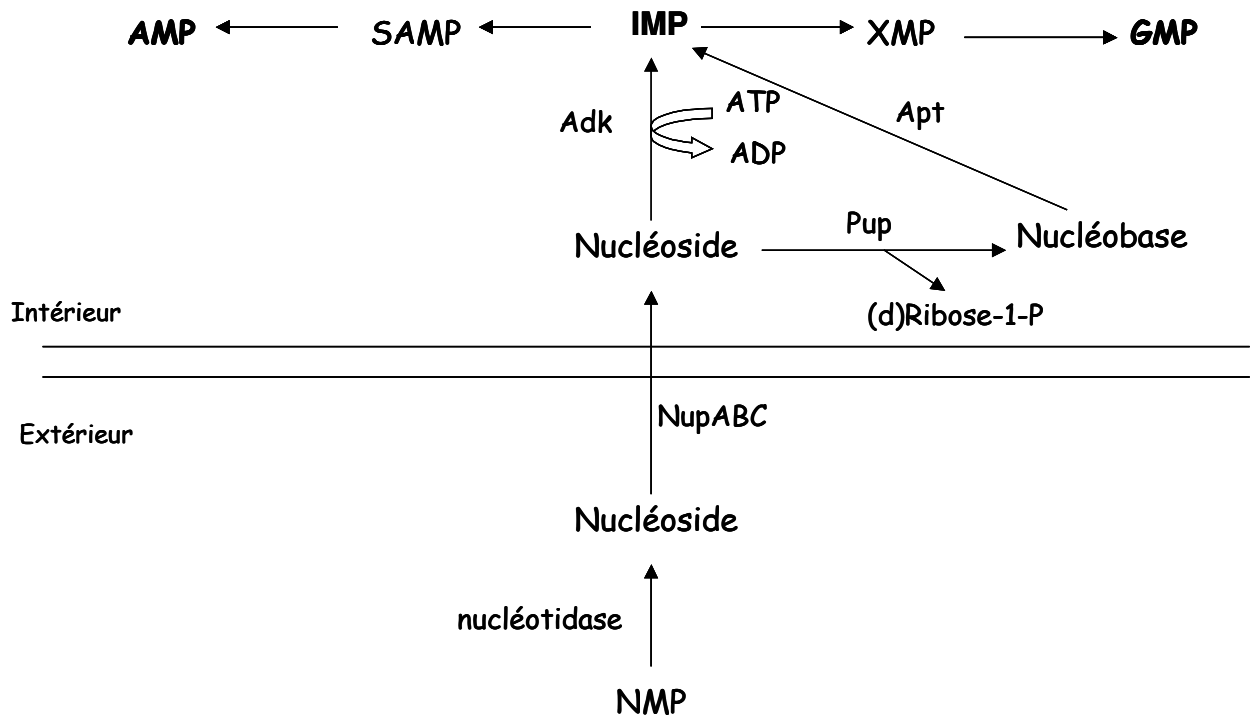 AMP
SAMP
IMP
XMP
GMP
Adk
ATP
ADP
Apt
Nucléoside
Pup
Nucléobase
(d)Ribose-1-P
Intérieur
Extérieur
NupABC
Nucléoside
nucléotidase
NMP